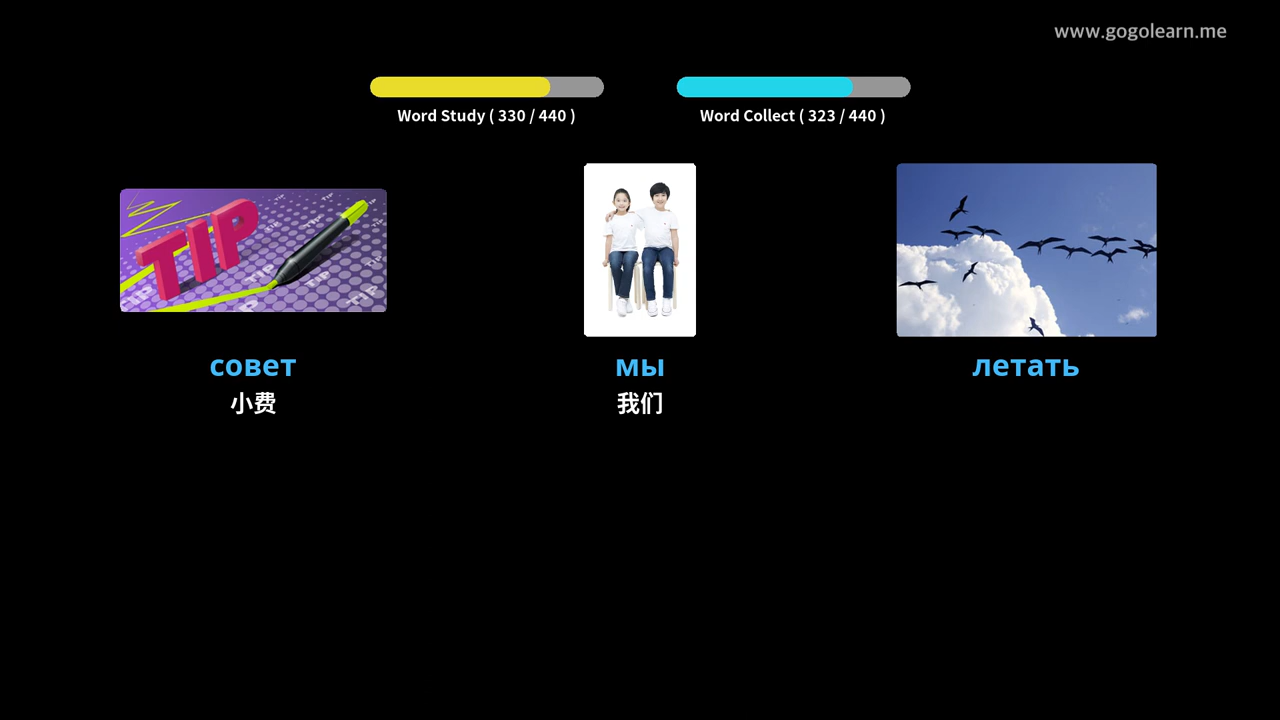 www.gogolearn.me
Word Study ( 330 / 440 )
Word Collect ( 323 / 440 )
TIP
совет
мы
летать
小费
我们